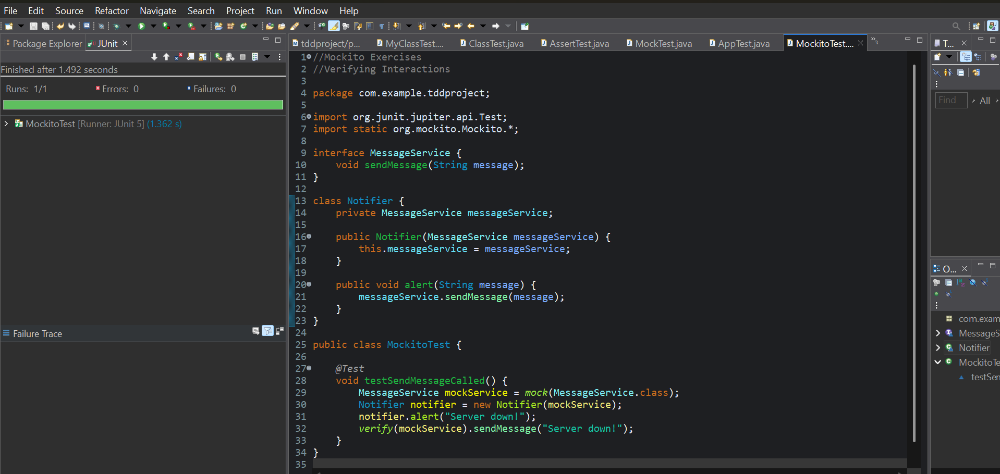 File Edit Source Refactor Navigate Search Project Run Window Help
Package Explorer JUnit
Finished after 1.492 seconds
Runs: 1/1 Errors: 0 Failures: 0
MockitoTest [Runner: JUnit 5] (1.362 s)
Failure Trace
tddproject/p... MyClassTest.... ClassTest.java AssertTest.java MockTest.java AppTest.java MockitoTest.... 3
1 //Mockito Exercises
2 //Verifying Interactions
3
4 package com.example.tddproject;
5
6 import org.junit.jupiter.api.Test;
7 import static org.mockito.Mockito.*;
8
9 interface MessageService {
10     void sendMessage(String message);
11 }
12
13 class Notifier {
14     private MessageService messageService;
15
16     public Notifier(MessageService messageService) {
17         this.messageService = messageService;
18     }
19
20     public void alert(String message) {
21         messageService.sendMessage(message);
22     }
23 }
24
25 public class MockitoTest {
26
27     @Test
28     void testSendMessageCalled() {
29         MessageService mockService = mock(MessageService.class);
30         Notifier notifier = new Notifier(mockService);
31         notifier.alert("Server down!");
32         verify(mockService).sendMessage("Server down!");
33     }
34 }
35
T...
Find All
O...
com.exam
MessageS
Notifier
MockitoTe
testSen